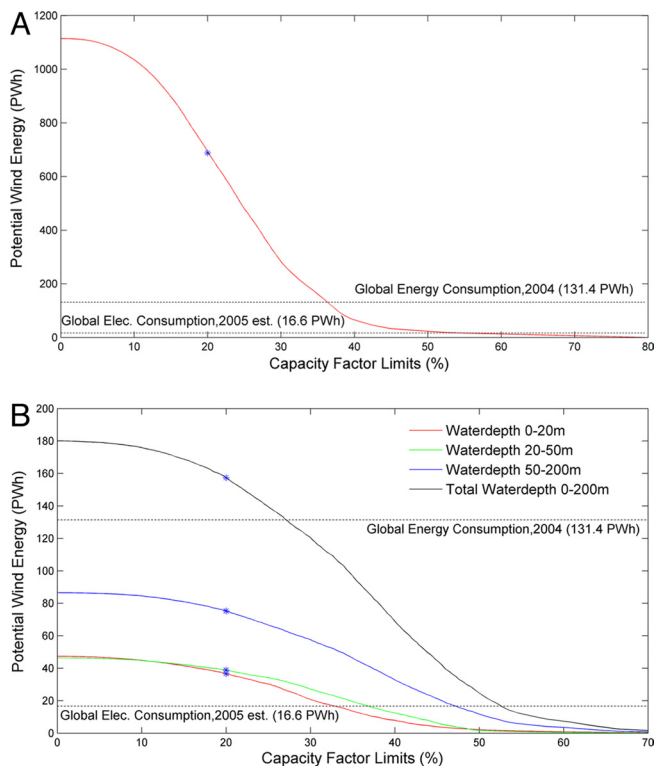 A
Potential Wind Energy (PWh)
1200
1000
800
600
400
200
0
Global Energy Consumption,2004 (131.4 PWh)
Global Elec. Consumption,2005 est. (16.6 PWh)
0 10 20 30 40 50 60 70 80
Capacity Factor Limits (%)
B
Potential Wind Energy (PWh)
200
180
160
140
120
100
80
60
40
20
0
Waterdepth 0-20m
Waterdepth 20-50m
Waterdepth 50-200m
Total Waterdepth 0-200m
Global Energy Consumption,2004 (131.4 PWh)
Global Elec. Consumption,2005 est. (16.6 PWh)
0 10 20 30 40 50 60 70
Capacity Factor Limits (%)